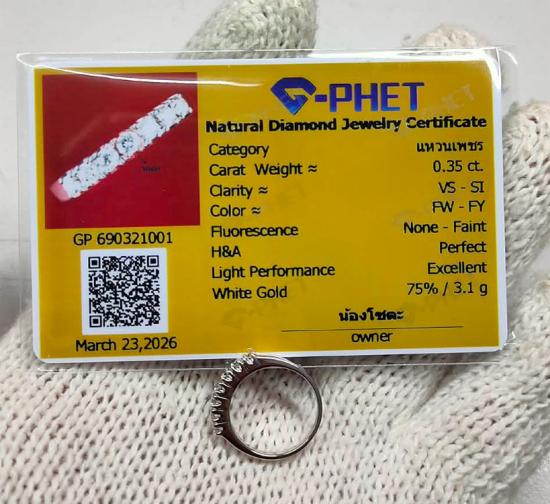 G-PHET
Natural Diamond Jewelry Certificate
Category แหวนเพชร
Carat Weight ≈ 0.35 ct.
Clarity ≈ VS - SI
Color ≈ FW - FY
Fluorescence None - Faint
H&A Perfect
Light Performance Excellent
White Gold 75% / 3.1 g
GP 690321001
น้องโชตะ
owner
March 23,2026